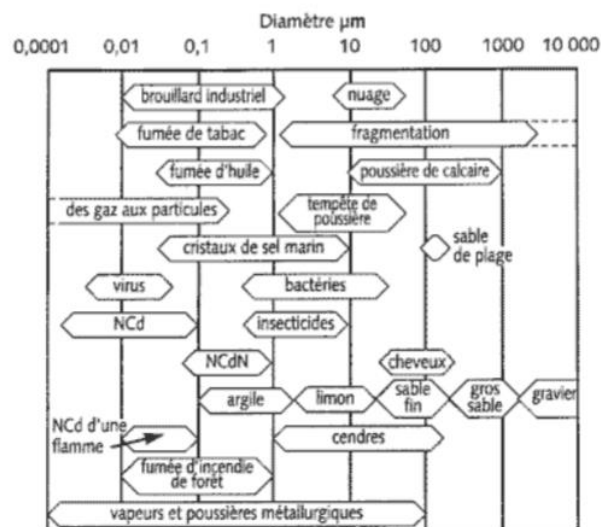 Diamètre µm
0,0001 0,01 0,1 1 10 100 1000 10 000
brouillard industriel nuage
fumée de tabac fragmentation
fumée d'huile poussière de calcaire
des gaz aux particules tempête de
poussière
cristaux de sel marin sable
de plage
virus bactéries
NCd insecticides
NCdN cheveux
argile limon sable
fin gros
sable gravier
NCd d'une
flamme cendres
fumée d'incendie
de forêt
vapeurs et poussières métallurgiques